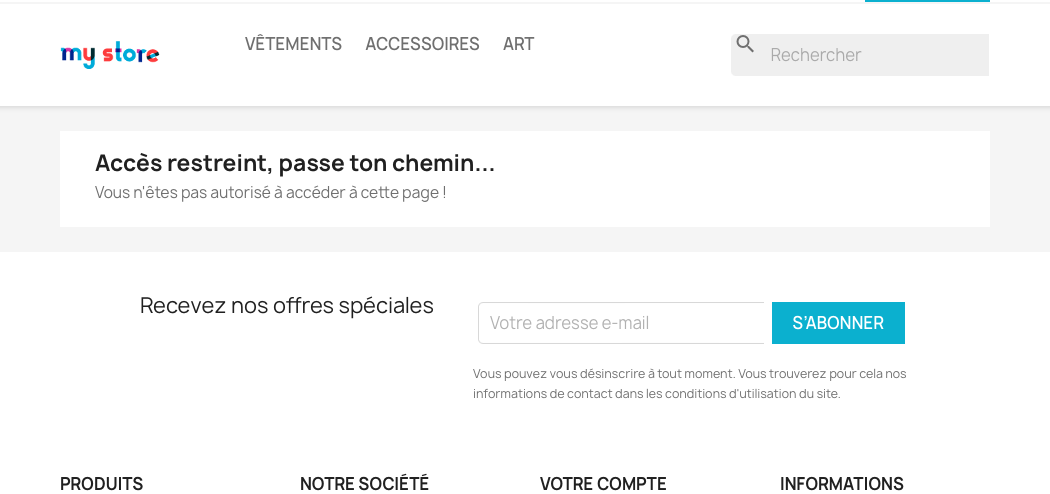 my store
VÊTEMENTS ACCESSOIRES ART
Rechercher
Accès restreint, passe ton chemin...
Vous n'êtes pas autorisé à accéder à cette page !
Recevez nos offres spéciales
Votre adresse e-mail
S’ABONNER
Vous pouvez vous désinscrire à tout moment. Vous trouverez pour cela nos
informations de contact dans les conditions d'utilisation du site.
PRODUITS NOTRE SOCIÉTÉ VOTRE COMPTE INFORMATIONS